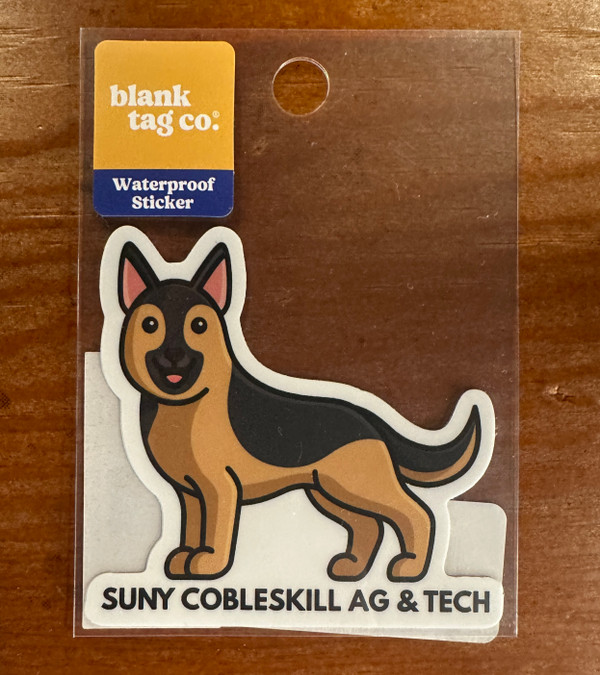 blank
tag co.®
Waterproof
Sticker
SUNY COBLESKILL AG & TECH